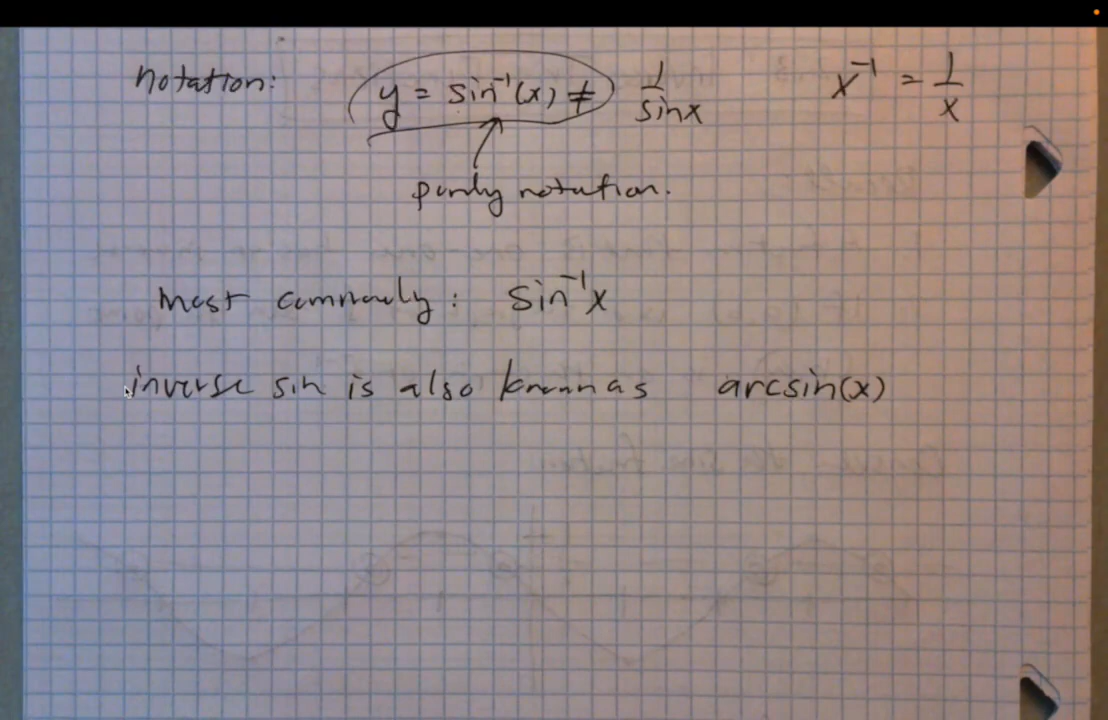 notation: y = sin⁻¹(x) ≠ 1/sinx x⁻¹ = 1/x
purely notation.
most commonly: sin⁻¹x
inverse sin is also known as arcsin(x)